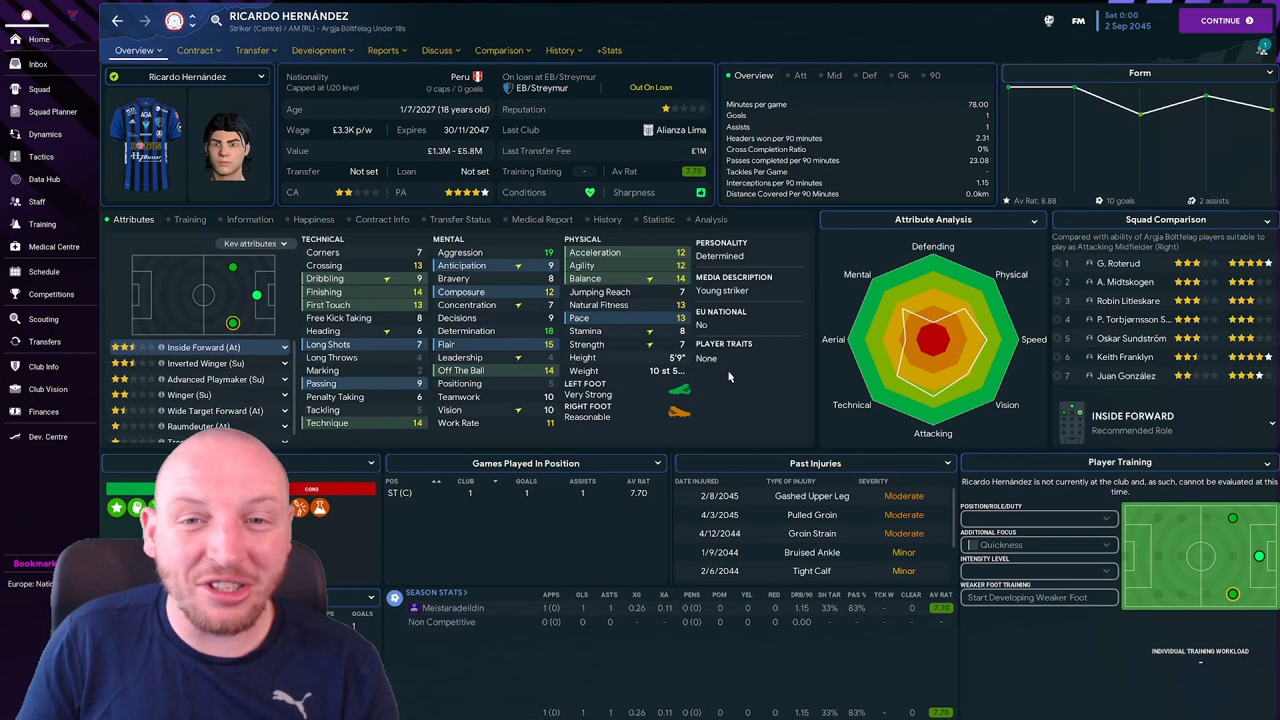 RICARDO HERNÁNDEZ
Striker (Centre) / AM (RL) - Argja Bóltfelag Under 18s
Sat 0:00
2 Sep 2045
FM
CONTINUE
Overview Contract Transfer Development Reports Discuss Comparison History +Stats
1
Home
Inbox
Squad
Squad Planner
Dynamics
Tactics
Data Hub
Staff
Training
Medical Centre
Schedule
Competitions
Scouting
Transfers
Club Info
Club Vision
Finances
Dev. Centre
Bookmark
Europe: Natio
Ricardo Hernández
AGA
Nationality Peru
Capped at U20 level 0 caps / 0 goals
Age 1/7/2027 (18 years old)
Wage £3.3K p/w Expires 30/11/2047
Value £1.3M - £5.8M
Transfer Not set Loan Not set
CA PA
On loan at EB/Streymur
EB/Streymur Out On Loan
Reputation
Last Club Alianza Lima
Last Transfer Fee £1M
Training Rating - Av Rat 7.70
Conditions Sharpness
Overview Att Mid Def Gk 90
Minutes per game 78.00
Goals 1
Assists 1
Headers won per 90 minutes 2.31
Cross Completion Ratio 0%
Passes completed per 90 minutes 23.08
Tackles Per Game -
Interceptions per 90 minutes 1.15
Distance Covered Per 90 Minutes 0.0km
Form
Av Rat: 8.88 10 goals 2 assists
Attributes Training Information Happiness Contract Info Transfer Status Medical Report History Statistic Analysis
Key attributes
Inside Forward (At)
Inverted Winger (Su)
Advanced Playmaker (Su)
Winger (Su)
Wide Target Forward (At)
Raumdeuter (At)
TECHNICAL
Corners 7
Crossing 13
Dribbling 9
Finishing 14
First Touch 13
Free Kick Taking 8
Heading 6
Long Shots 7
Long Throws 4
Marking 4
Passing 9
Penalty Taking 6
Tackling 5
Technique 14
MENTAL
Aggression 19
Anticipation 9
Bravery 8
Composure 12
Concentration 7
Decisions 9
Determination 18
Flair 15
Leadership 4
Off The Ball 14
Positioning 5
Teamwork 10
Vision 10
Work Rate 11
PHYSICAL
Acceleration 12
Agility 12
Balance 14
Jumping Reach 7
Natural Fitness 13
Pace 13
Stamina 8
Strength 7
Height 5'9"
Weight 10 st 5...
LEFT FOOT
Very Strong
RIGHT FOOT
Reasonable
PERSONALITY
Determined
MEDIA DESCRIPTION
Young striker
EU NATIONAL
No
PLAYER TRAITS
None
Attribute Analysis
Defending
Physical
Speed
Vision
Attacking
Technical
Aerial
Mental
Squad Comparison
Compared with ability of Argja Bóltfelag players suitable to
play as Attacking Midfielder (Right)
1 G. Roterud
2 A. Midtskogen
3 Robin Litleskare
4 P. Torbjørnsson S...
5 Oskar Sundström
6 Keith Franklyn
7 Juan González
INSIDE FORWARD
Recommended Role
CONS
GOALS
1
Games Played In Position
POS CLUB GOALS ASSISTS AV RAT
ST (C) 1 1 1 7.70
Past Injuries
DATE INJURED TYPE OF INJURY SEVERITY
2/8/2045 Gashed Upper Leg Moderate
4/3/2045 Pulled Groin Moderate
4/12/2044 Groin Strain Moderate
1/9/2044 Bruised Ankle Minor
2/6/2044 Tight Calf Minor
SEASON STATS APPS GLS ASTS XG XA PENS POM YEL RED DRB/90 SH TAR PAS % TCK W CLEAR AV RAT
Meistaradeildin 1 (0) 1 1 0.26 0.11 0 (0) 0 0 0 1.15 33% 83% - 0 7.70
Non Competitive 0 (0) 0 0 0.00 0.00 0 (0) 0 0 0 0.00 - - - 0 -
1 (0) 1 1 0.26 0.11 0 (0) 0 0 0 1.15 33% 83% - 0 7.70
Player Training
Ricardo Hernández is not currently at the club and, as such, cannot be evaluated at this
time.
POSITION/ROLE/DUTY
ADDITIONAL FOCUS
Quickness
INTENSITY LEVEL
WEAKER FOOT TRAINING
Start Developing Weaker Foot
INDIVIDUAL TRAINING WORKLOAD
-